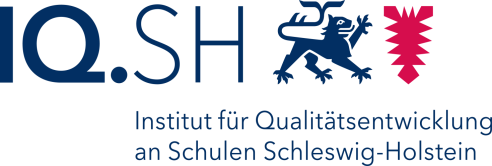 IQ.SH
Institut für Qualitätsentwicklung
an Schulen Schleswig-Holstein